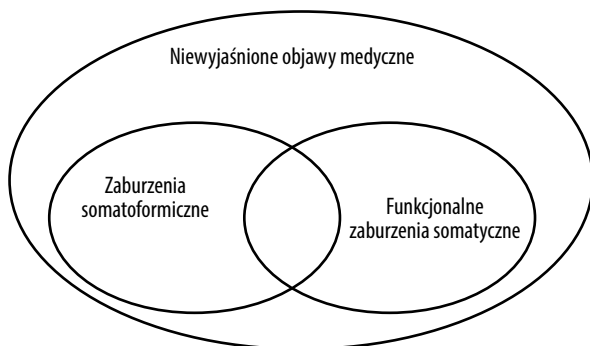 Niewyjaśnione objawy medyczne
Zaburzenia
somatoformiczne
Funkcjonalne
zaburzenia somatyczne